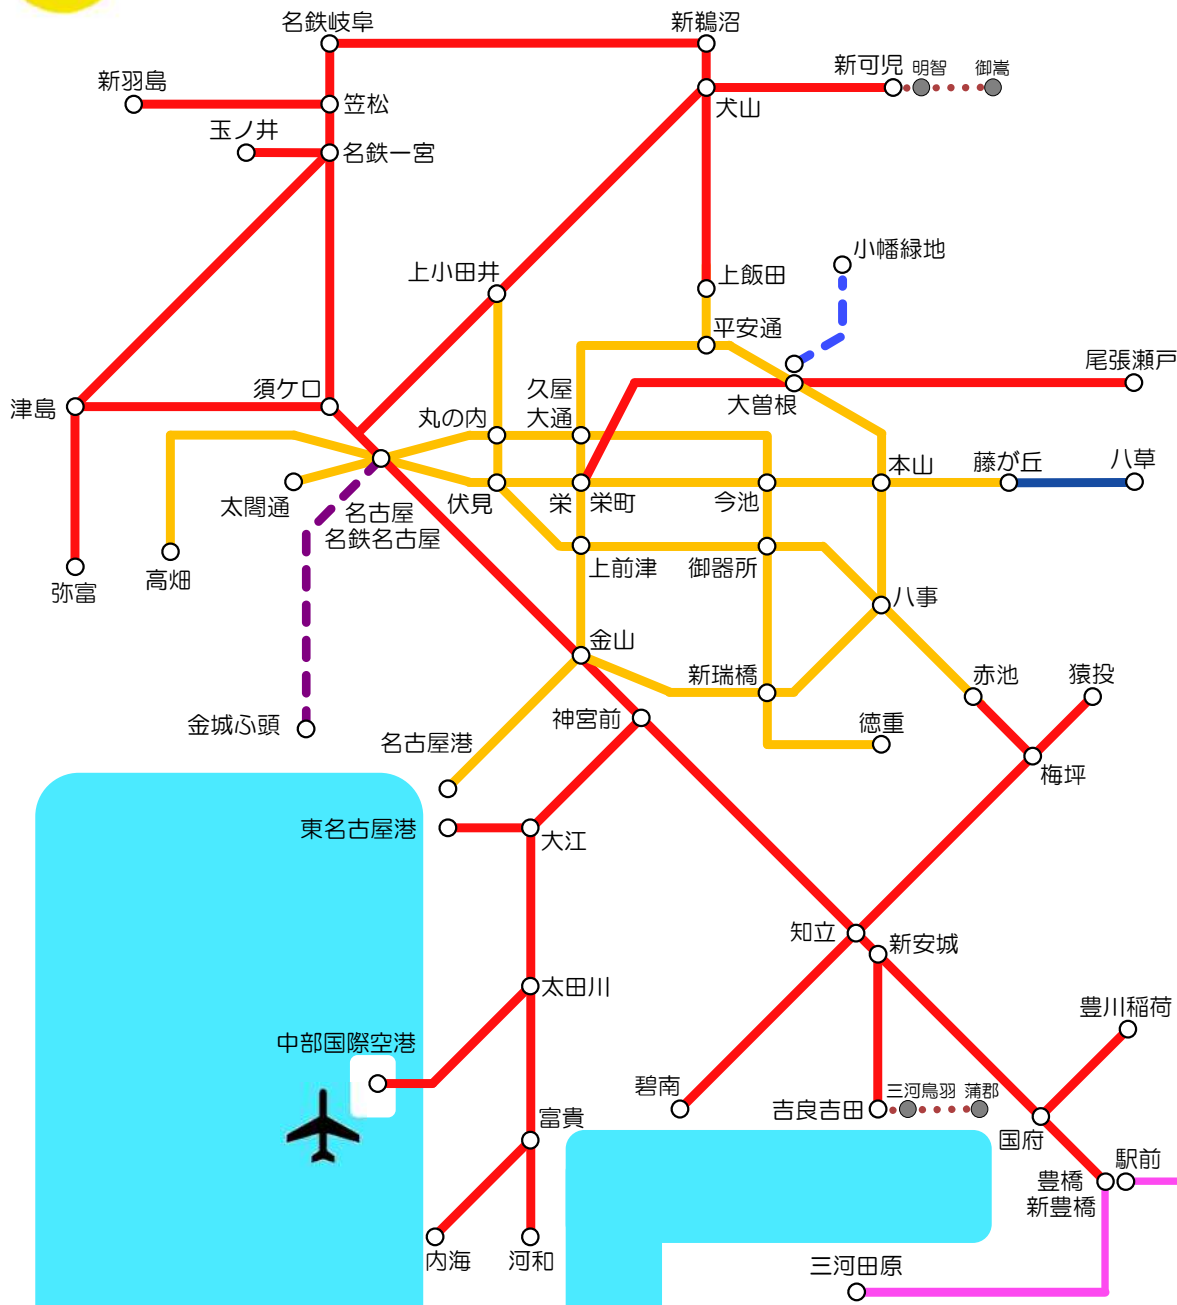 名鉄岐阜
新鵜沼
新羽島
新可児
明智
御嵩
笠松
犬山
玉ノ井
名鉄一宮
小幡緑地
上小田井
上飯田
平安通
尾張瀬戸
須ケ口
久屋
大通
大曽根
津島
丸の内
本山
藤が丘
八草
太閤通
名古屋
名鉄名古屋
伏見
栄
栄町
今池
弥富
高畑
上前津
御器所
八事
金山
新瑞橋
赤池
猿投
金城ふ頭
神宮前
徳重
名古屋港
梅坪
東名古屋港
大江
知立
新安城
太田川
豊川稲荷
中部国際空港
碧南
吉良吉田
三河鳥羽
蒲郡
富貴
国府
豊橋
新豊橋
駅前
内海
河和
三河田原